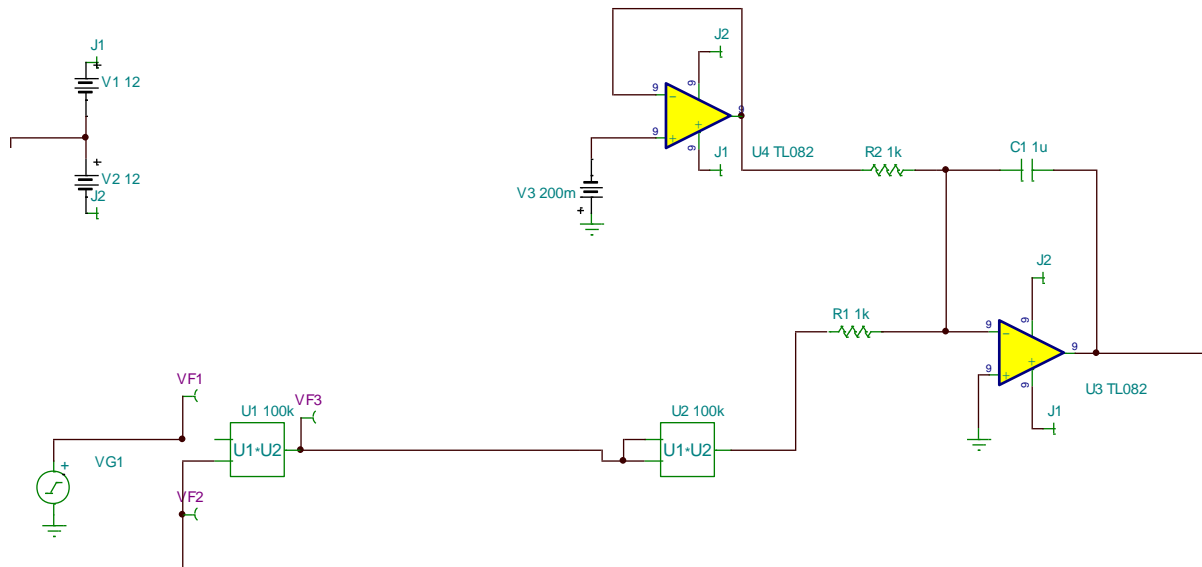 J1
+
V1 12
+
V2 12
J2
J2
9
9
-
9
9
+
9
J1
U4 TL082
V3 200m
+
R2 1k
C1 1u
J2
R1 1k
9
9
-
9
9
+
9
U3 TL082
J1
VF1
VG1
+
VF2
U1 100k
U1*U2
VF3
U2 100k
U1*U2